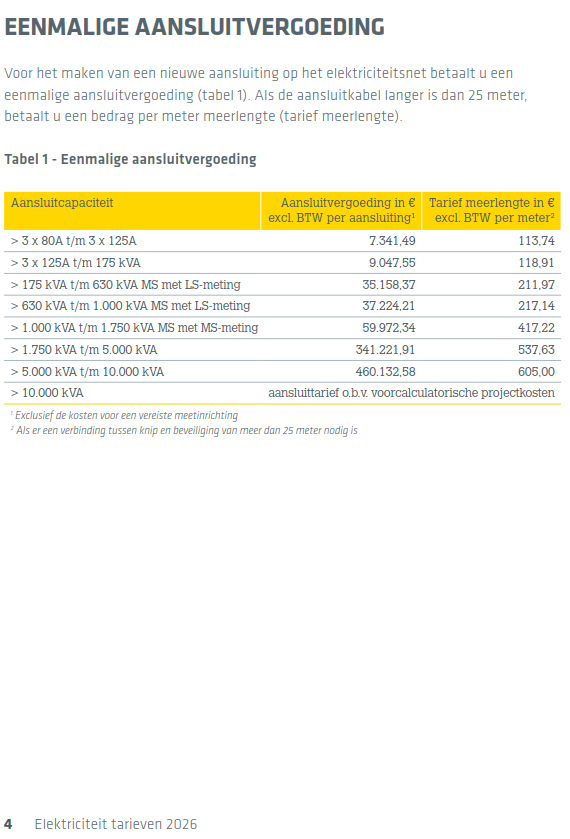 EENMALIGE AANSLUITVERGOEDING
Voor het maken van een nieuwe aansluiting op het elektriciteitsnet betaalt u een
eenmalige aansluitvergoeding (tabel 1). Als de aansluitkabel langer is dan 25 meter,
betaalt u een bedrag per meter meerlengte (tarief meerlengte).
Tabel 1 - Eenmalige aansluitvergoeding
Aansluitcapaciteit Aansluitvergoeding in € Tarief meerlengte in €
excl. BTW per aansluiting¹ excl. BTW per meter²
> 3 x 80A t/m 3 x 125A 7.341,49 113,74
> 3 x 125A t/m 175 kVA 9.047,55 118,91
> 175 kVA t/m 630 kVA MS met LS-meting 35.158,37 211,97
> 630 kVA t/m 1.000 kVA MS met LS-meting 37.224,21 217,14
> 1.000 kVA t/m 1.750 kVA MS met MS-meting 59.972,34 417,22
> 1.750 kVA t/m 5.000 kVA 341.221,91 537,63
> 5.000 kVA t/m 10.000 kVA 460.132,58 605,00
> 10.000 kVA aansluittarief o.b.v. voorcalculatorische projectkosten
¹ Exclusief de kosten voor een vereiste meetinrichting
² Als er een verbinding tussen knip en beveiliging van meer dan 25 meter nodig is
4 Elektriciteit tarieven 2026